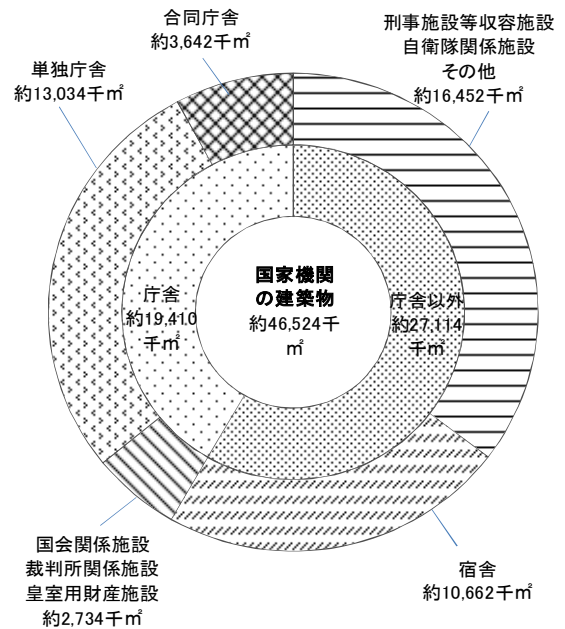 合同庁舎
約3,642千㎡
刑事施設等収容施設
自衛隊関係施設
その他
約16,452千㎡
単独庁舎
約13,034千㎡
国家機関
の建築物
約46,524千
㎡
庁舎
約19,410
千㎡
庁舎以外
約27,114
千㎡
国会関係施設
裁判所関係施設
皇室用財産施設
約2,734千㎡
宿舎
約10,662千㎡